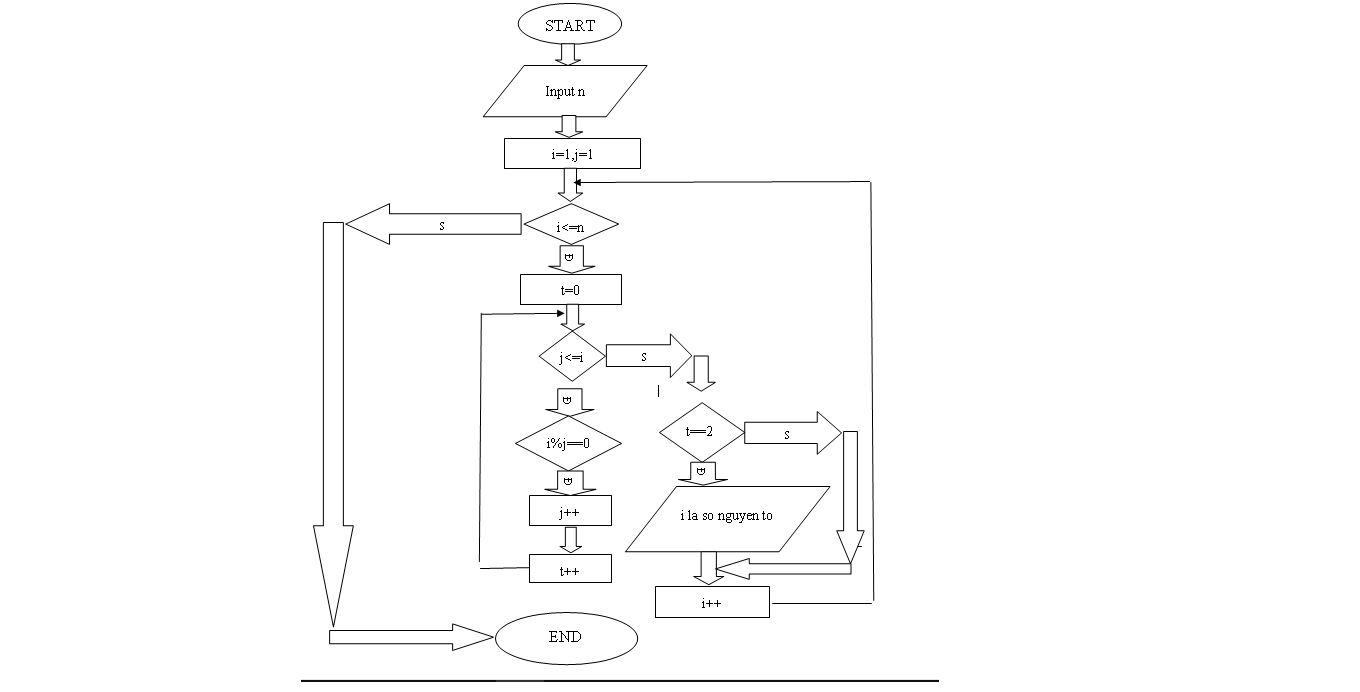 START
Input n
i=1,j=1
i<=n
s
Đ
t=0
j<=i
s
Đ
i%j==0
Đ
j++
t++
t==2
s
Đ
i la so nguyen to
i++
END